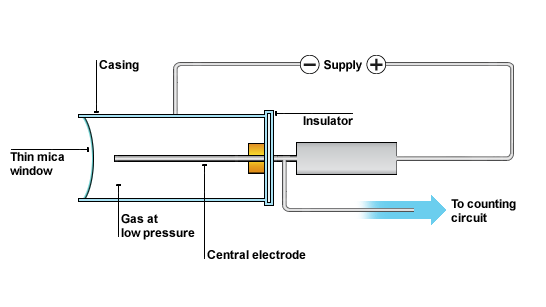 Casing
− Supply +
Insulator
Thin mica
window
To counting
circuit
Gas at
low pressure
Central electrode